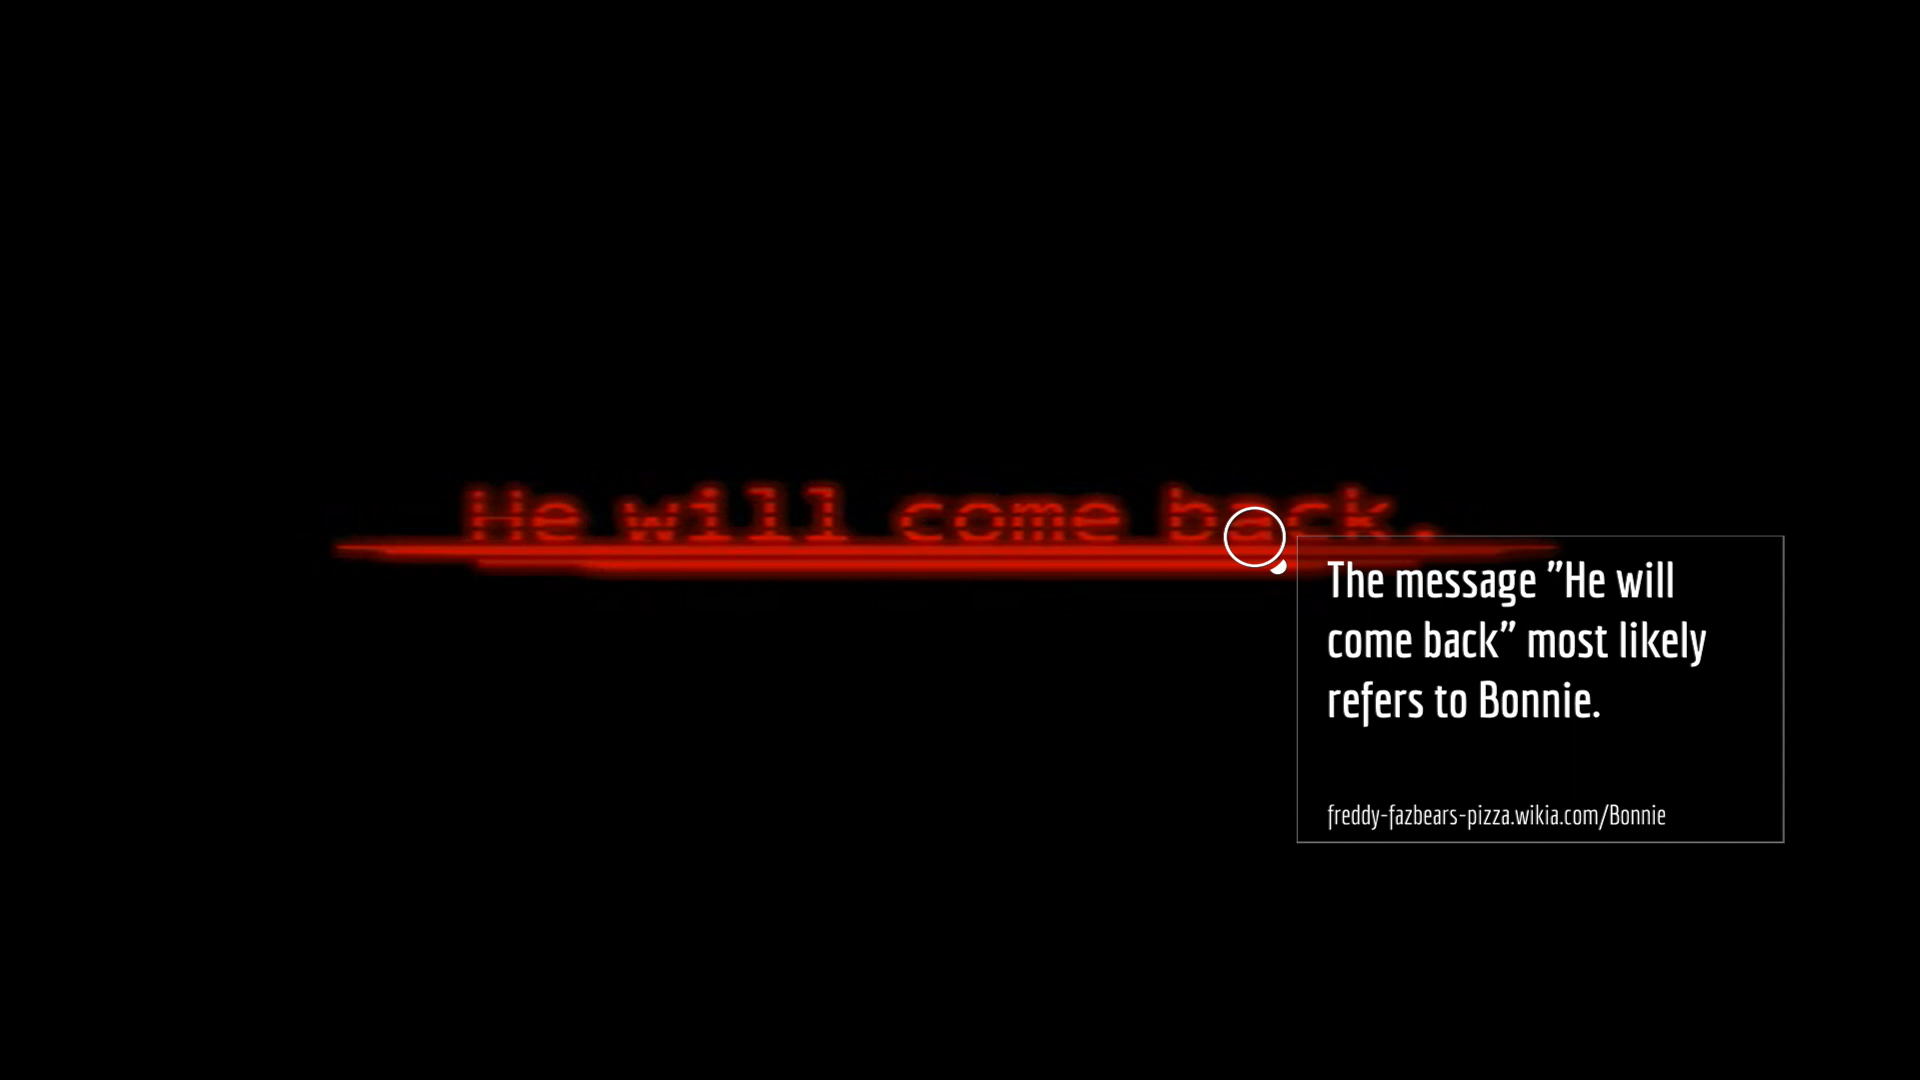 He will come back.
The message "He will
come back" most likely
refers to Bonnie.
freddy-fazbears-pizza.wikia.com/Bonnie